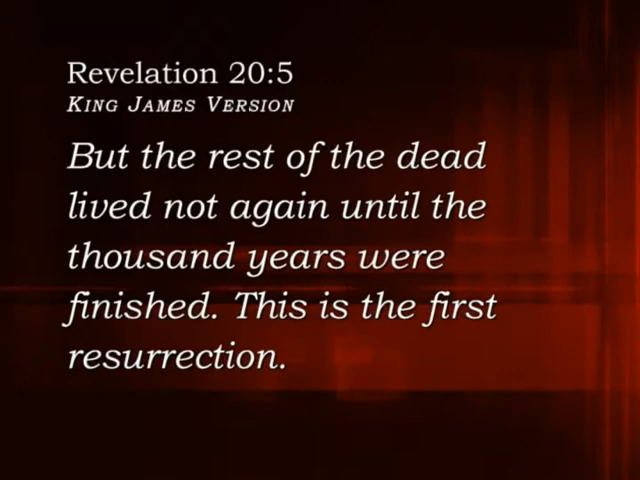 Revelation 20:5
King James Version
But the rest of the dead
lived not again until the
thousand years were
finished. This is the first
resurrection.